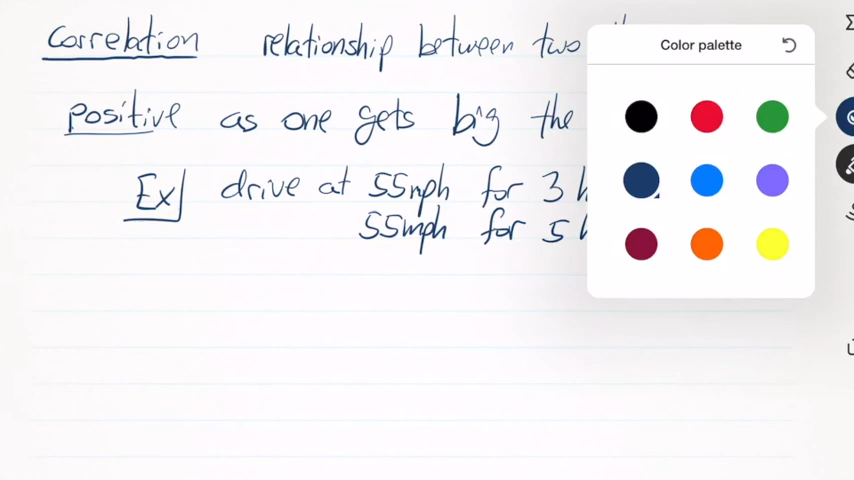 Correlation relationship between two
Color palette
positive as one gets big the
Ex drive at 55mph for 3 h
55mph for 5 h